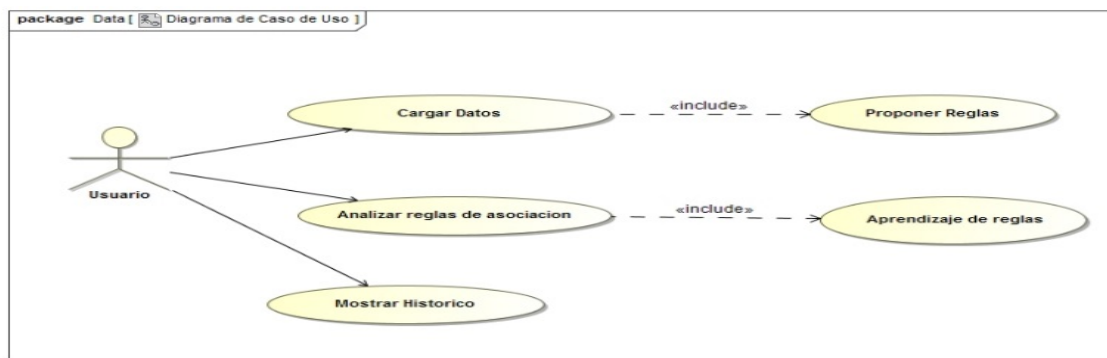 package Data [ Diagrama de Caso de Uso ]
Cargar Datos
«include»
Proponer Reglas
Usuario
Analizar reglas de asociacion
«include»
Aprendizaje de reglas
Mostrar Historico